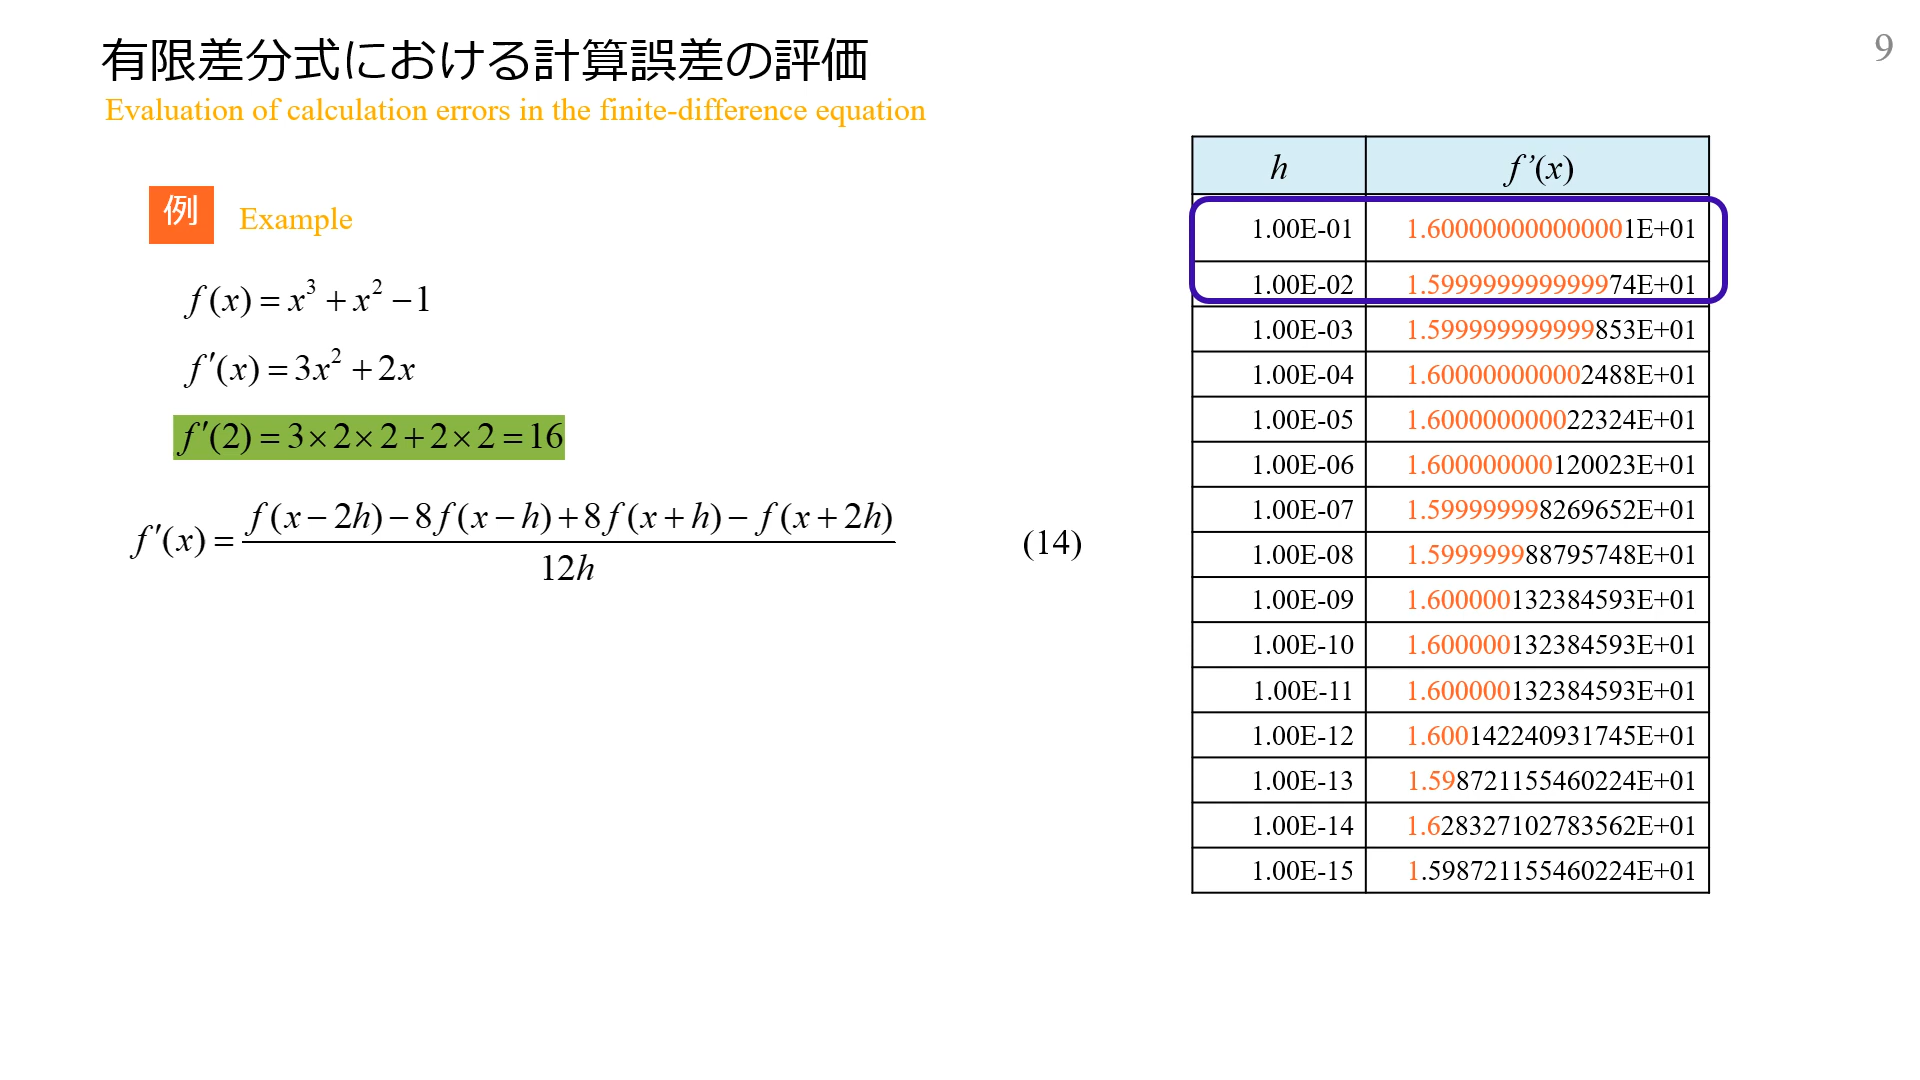 有限差分式における計算誤差の評価
9
Evaluation of calculation errors in the finite-difference equation
例 Example
f(x) = x³ + x² − 1
f′(x) = 3x² + 2x
f′(2) = 3×2×2 + 2×2 = 16
f′(x) = \frac{f(x−2h) − 8f(x−h) + 8f(x+h) − f(x+2h)}{12h} (14)
h f’(x)
1.00E-01 1.6000000000000001E+01
1.00E-02 1.599999999999974E+01
1.00E-03 1.599999999999853E+01
1.00E-04 1.600000000002488E+01
1.00E-05 1.600000000022324E+01
1.00E-06 1.600000000120023E+01
1.00E-07 1.599999998269652E+01
1.00E-08 1.599999988795748E+01
1.00E-09 1.600000132384593E+01
1.00E-10 1.600000132384593E+01
1.00E-11 1.600000132384593E+01
1.00E-12 1.600142240931745E+01
1.00E-13 1.598721155460224E+01
1.00E-14 1.628327102783562E+01
1.00E-15 1.598721155460224E+01